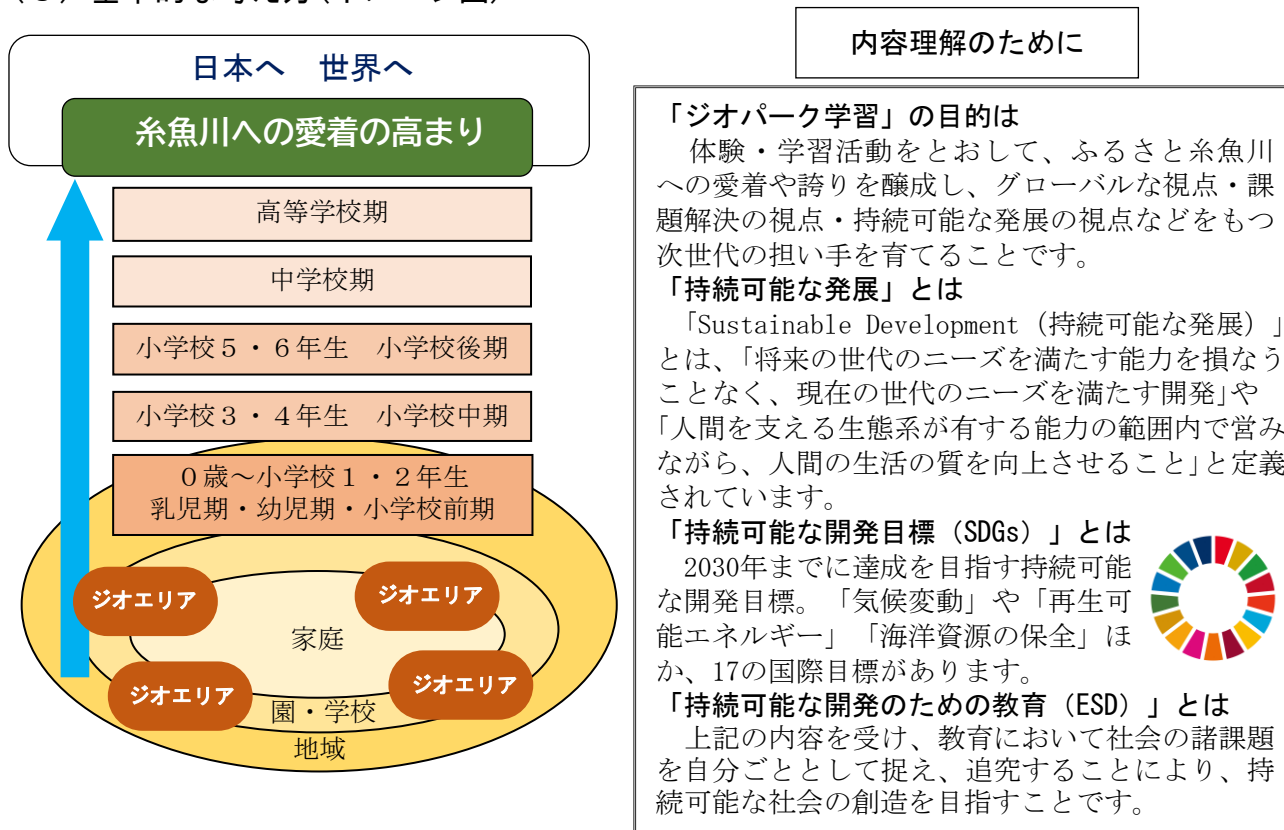 日本へ　世界へ
糸魚川への愛着の高まり
高等学校期
中学校期
小学校５・６年生　小学校後期
小学校３・４年生　小学校中期
０歳～小学校１・２年生
乳児期・幼児期・小学校前期
ジオエリア
ジオエリア
家庭
ジオエリア
ジオエリア
園・学校
地域
内容理解のために
「ジオパーク学習」の目的は
体験・学習活動をとおして、ふるさと糸魚川
への愛着や誇りを醸成し、グローバルな視点・課
題解決の視点・持続可能な発展の視点などをもつ
次世代の担い手を育てることです。
「持続可能な発展」とは
「Sustainable Development（持続可能な発展）」
とは、「将来の世代のニーズを満たす能力を損なう
ことなく、現在の世代のニーズを満たす開発」や
「人間を支える生態系が有する能力の範囲内で営み
ながら、人間の生活の質を向上させること」と定義
されています。
「持続可能な開発目標（SDGs）」とは
2030年までに達成を目指す持続可能
な開発目標。「気候変動」や「再生可
能エネルギー」「海洋資源の保全」ほ
か、17の国際目標があります。
「持続可能な開発のための教育（ESD）」とは
上記の内容を受け、教育において社会の諸課題
を自分ごととして捉え、追究することにより、持
続可能な社会の創造を目指すことです。